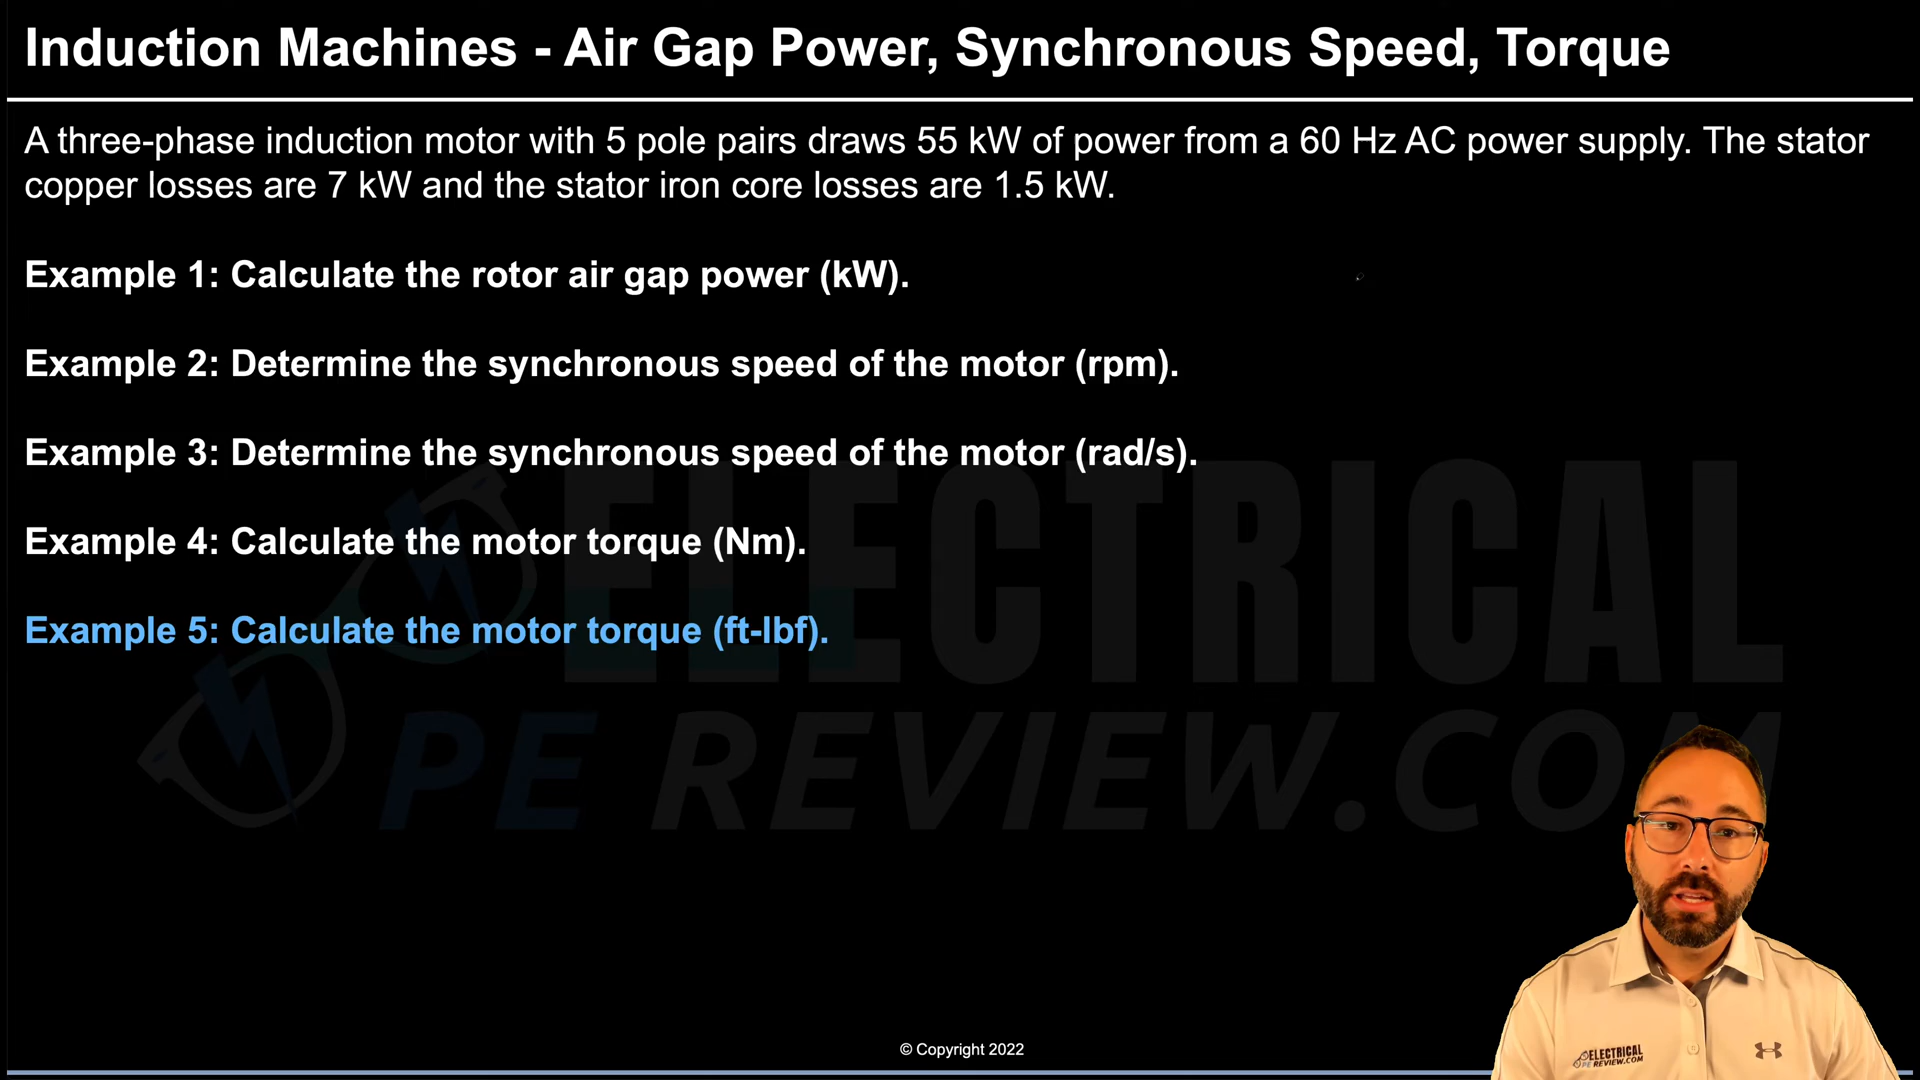 Induction Machines - Air Gap Power, Synchronous Speed, Torque
A three-phase induction motor with 5 pole pairs draws 55 kW of power from a 60 Hz AC power supply. The stator
copper losses are 7 kW and the stator iron core losses are 1.5 kW.
Example 1: Calculate the rotor air gap power (kW).
Example 2: Determine the synchronous speed of the motor (rpm).
Example 3: Determine the synchronous speed of the motor (rad/s).
Example 4: Calculate the motor torque (Nm).
Example 5: Calculate the motor torque (ft-lbf).
ELECTRICAL
PE REVIEW.COM
ELECTRICAL
PE REVIEW.COM
© Copyright 2022